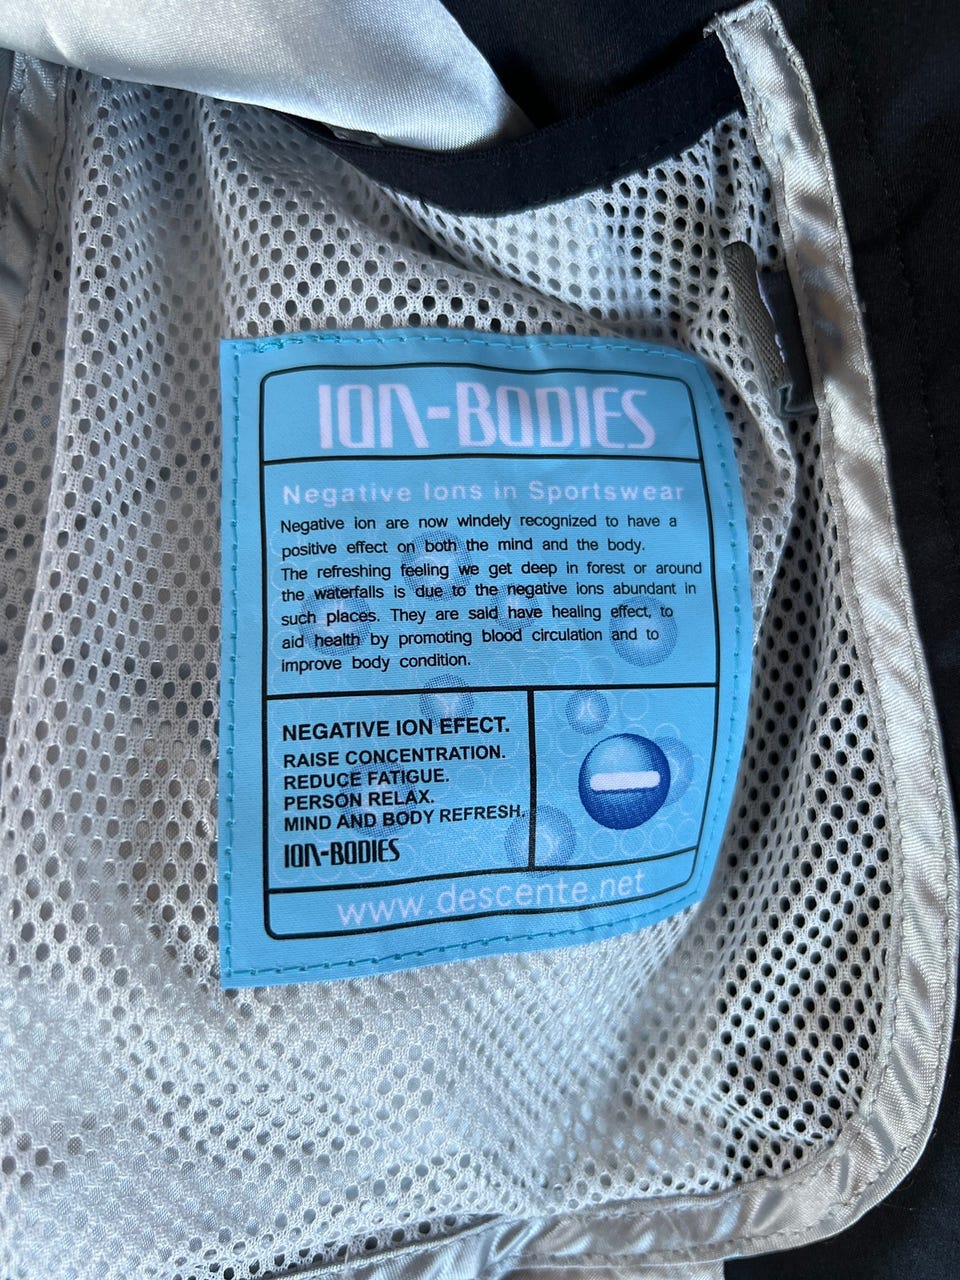 ION-BODIES
Negative Ions in Sportswear
Negative ion are now windely recognized to have a
positive effect on both the mind and the body.
The refreshing feeling we get deep in forest or around
the waterfalls is due to the negative ions abundant in
such places. They are said have healing effect, to
aid health by promoting blood circulation and to
improve body condition.
NEGATIVE ION EFECT.
RAISE CONCENTRATION.
REDUCE FATIGUE.
PERSON RELAX.
MIND AND BODY REFRESH.
ION-BODIES
www.descente.net